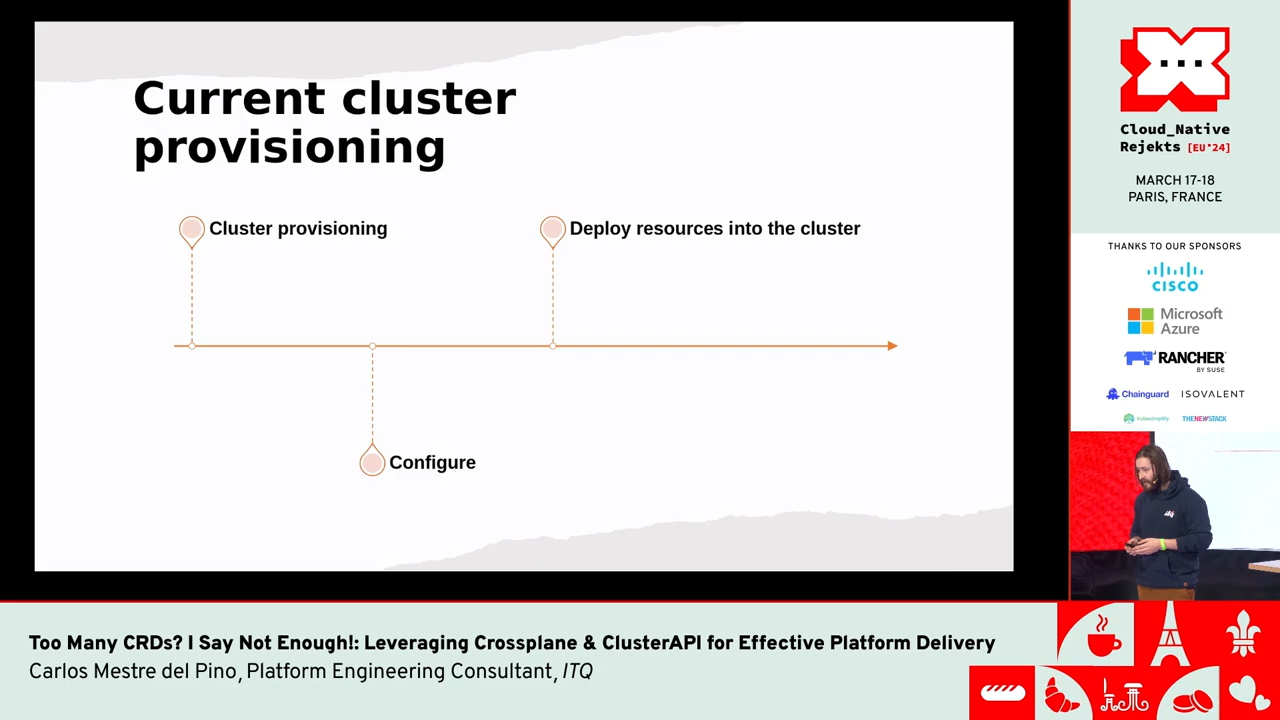 Current cluster
provisioning
Cluster provisioning
Deploy resources into the cluster
Configure
Cloud_Native
Rejekts [EU'24]
MARCH 17-18
PARIS, FRANCE
THANKS TO OUR SPONSORS
CISCO
Microsoft
Azure
RANCHER
BY SUSE
Chainguard ISOVALENT
Kubesimplify THENEWSTACK
itq
Too Many CRDs? I Say Not Enough!: Leveraging Crossplane & ClusterAPI for Effective Platform Delivery
Carlos Mestre del Pino, Platform Engineering Consultant, ITQ